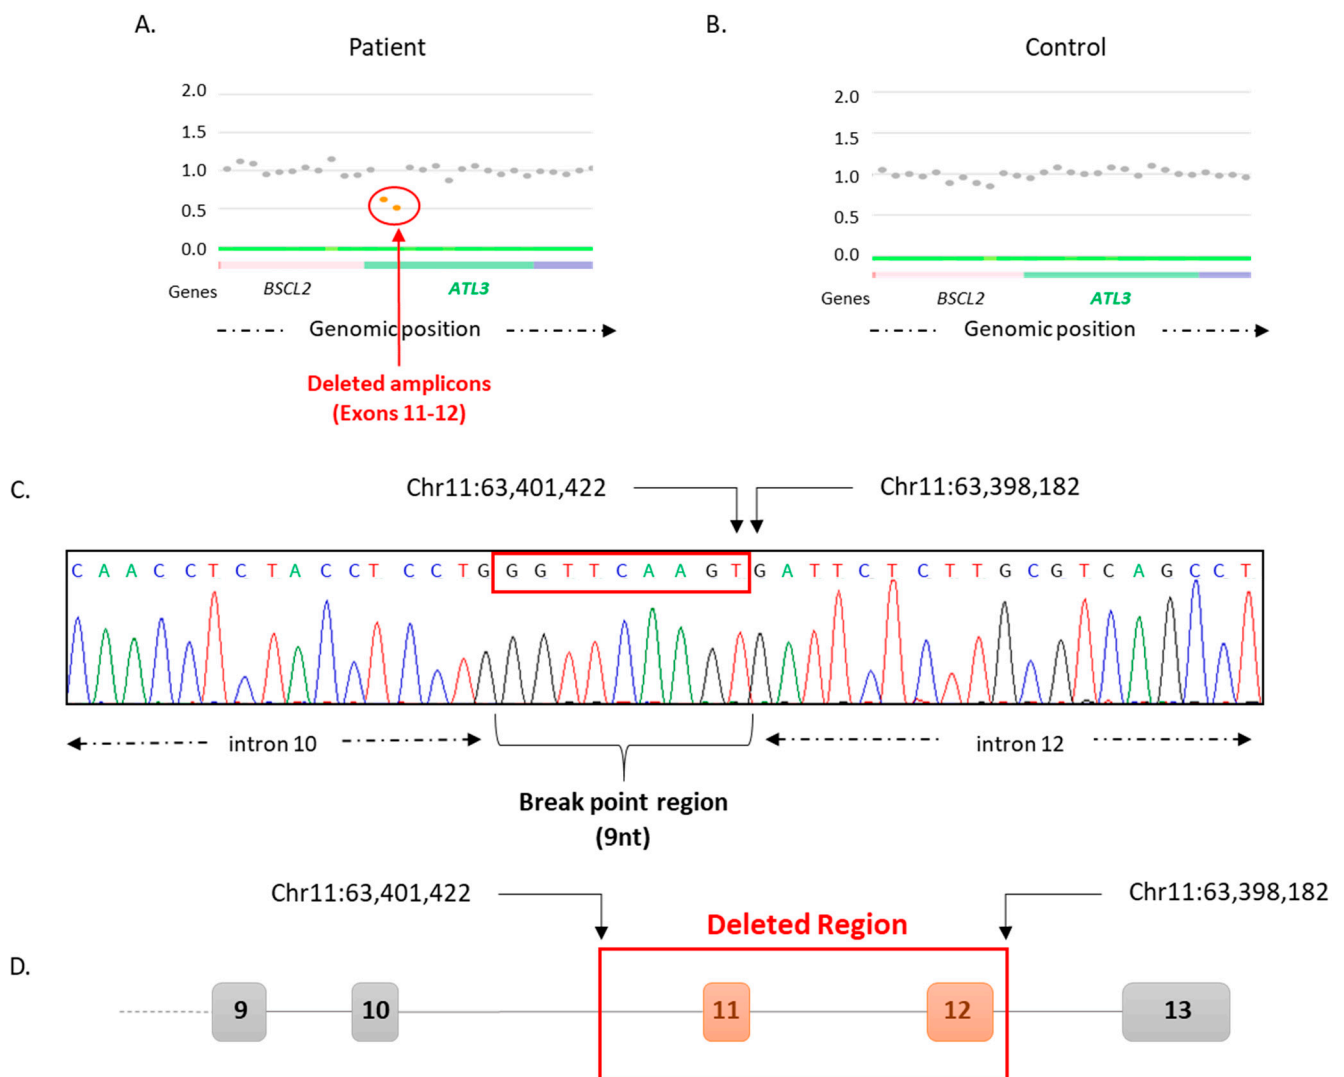 A.
Patient
2.0
1.5
1.0
0.5
0.0
Genes
BSCL2
ATL3
Genomic position
Deleted amplicons
(Exons 11-12)
B.
Control
2.0
1.5
1.0
0.5
0.0
Genes
BSCL2
ATL3
Genomic position
C.
Chr11:63,401,422
Chr11:63,398,182
C A A C C T C T A C C T C C T G G G T T C A A G T G A T T C T C T T G C G T C A G C C T
intron 10
intron 12
Break point region
(9nt)
Chr11:63,401,422
Chr11:63,398,182
Deleted Region
D.
9
10
11
12
13